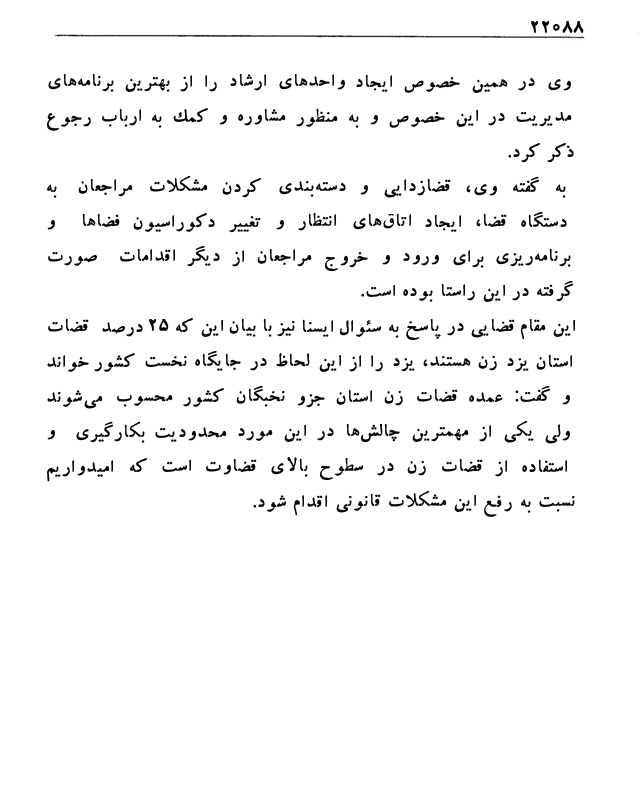 ۲۲۰۸۸
وی در همین خصوص ایجاد واحدهای ارشاد را از بهترین برنامه‌های
مدیریت در این خصوص و به منظور مشاوره و کمك به ارباب رجوع
ذکر کرد.
به گفته وی، قضازدایی و دسته‌بندی کردن مشکلات مراجعان به
دستگاه قضا، ایجاد اتاق‌های انتظار و تغییر دکوراسیون فضاها و
برنامه‌ریزی برای ورود و خروج مراجعان از دیگر اقدامات صورت
گرفته در این راستا بوده است.
این مقام قضایی در پاسخ به سئوال ایسنا نیز با بیان این که ۲۵ درصد قضات
استان یزد زن هستند، یزد را از این لحاظ در جایگاه نخست کشور خواند
و گفت: عمده قضات زن استان جزو نخبگان کشور محسوب می‌شوند
ولی یکی از مهمترین چالش‌ها در این مورد محدودیت بکارگیری و
استفاده از قضات زن در سطوح بالای قضاوت است که امیدواریم
نسبت به رفع این مشکلات قانونی اقدام شود.